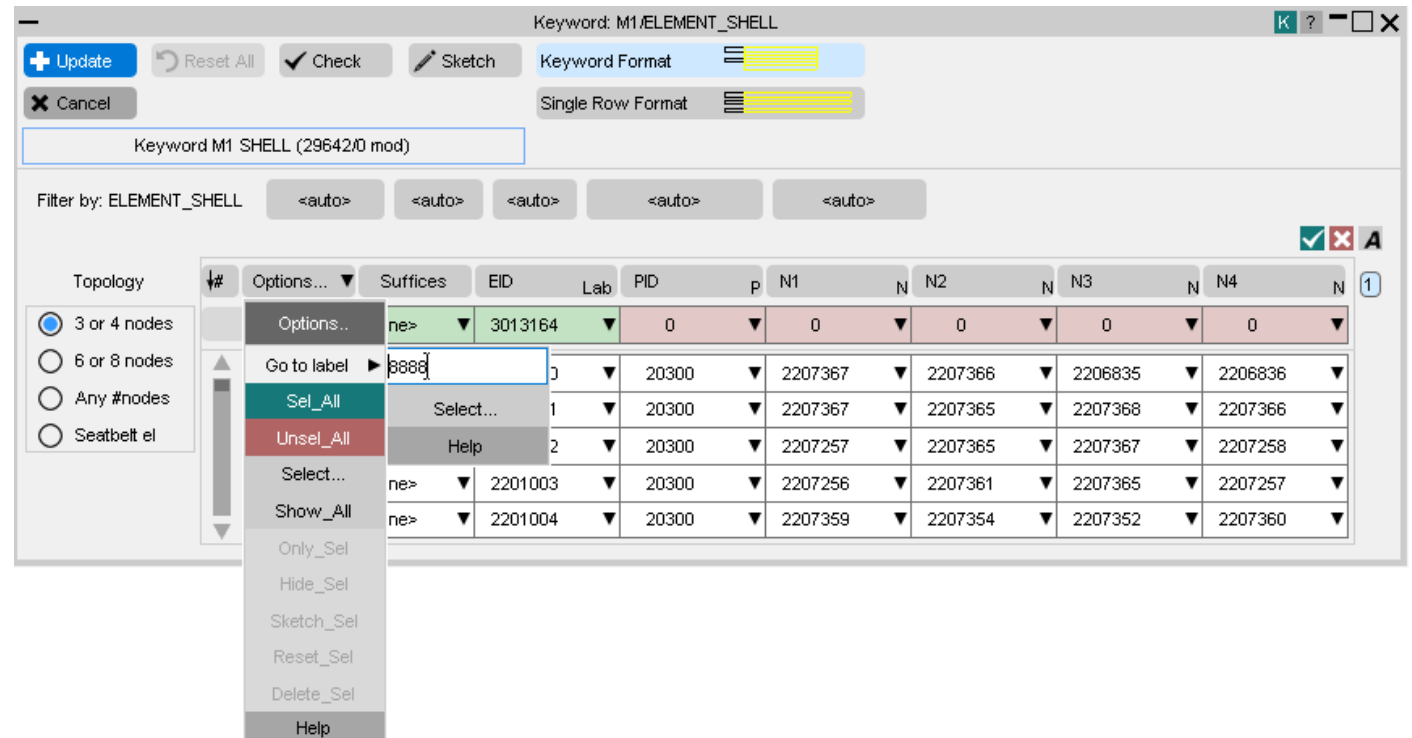 Keyword: M1/ELEMENT_SHELL K ?
Update Reset All Check Sketch Keyword Format
Cancel Single Row Format
Keyword M1 SHELL (29642/0 mod)
Filter by: ELEMENT_SHELL <auto> <auto> <auto> <auto> <auto>
A
Topology # Options... Suffices EID Lab PID P N1 N N2 N N3 N N4 N 1
3 or 4 nodes Options.. ne> 3013164 0 0 0 0 0
6 or 8 nodes Go to label 8888 0 20300 2207367 2207366 2206835 2206836
Any #nodes Sel_All Select... 1 20300 2207367 2207365 2207368 2207366
Seatbelt el Unsel_All Help 2 20300 2207257 2207365 2207367 2207258
Select... ne> 2201003 20300 2207256 2207361 2207365 2207257
Show_All ne> 2201004 20300 2207359 2207354 2207352 2207360
Only_Sel
Hide_Sel
Sketch_Sel
Reset_Sel
Delete_Sel
Help